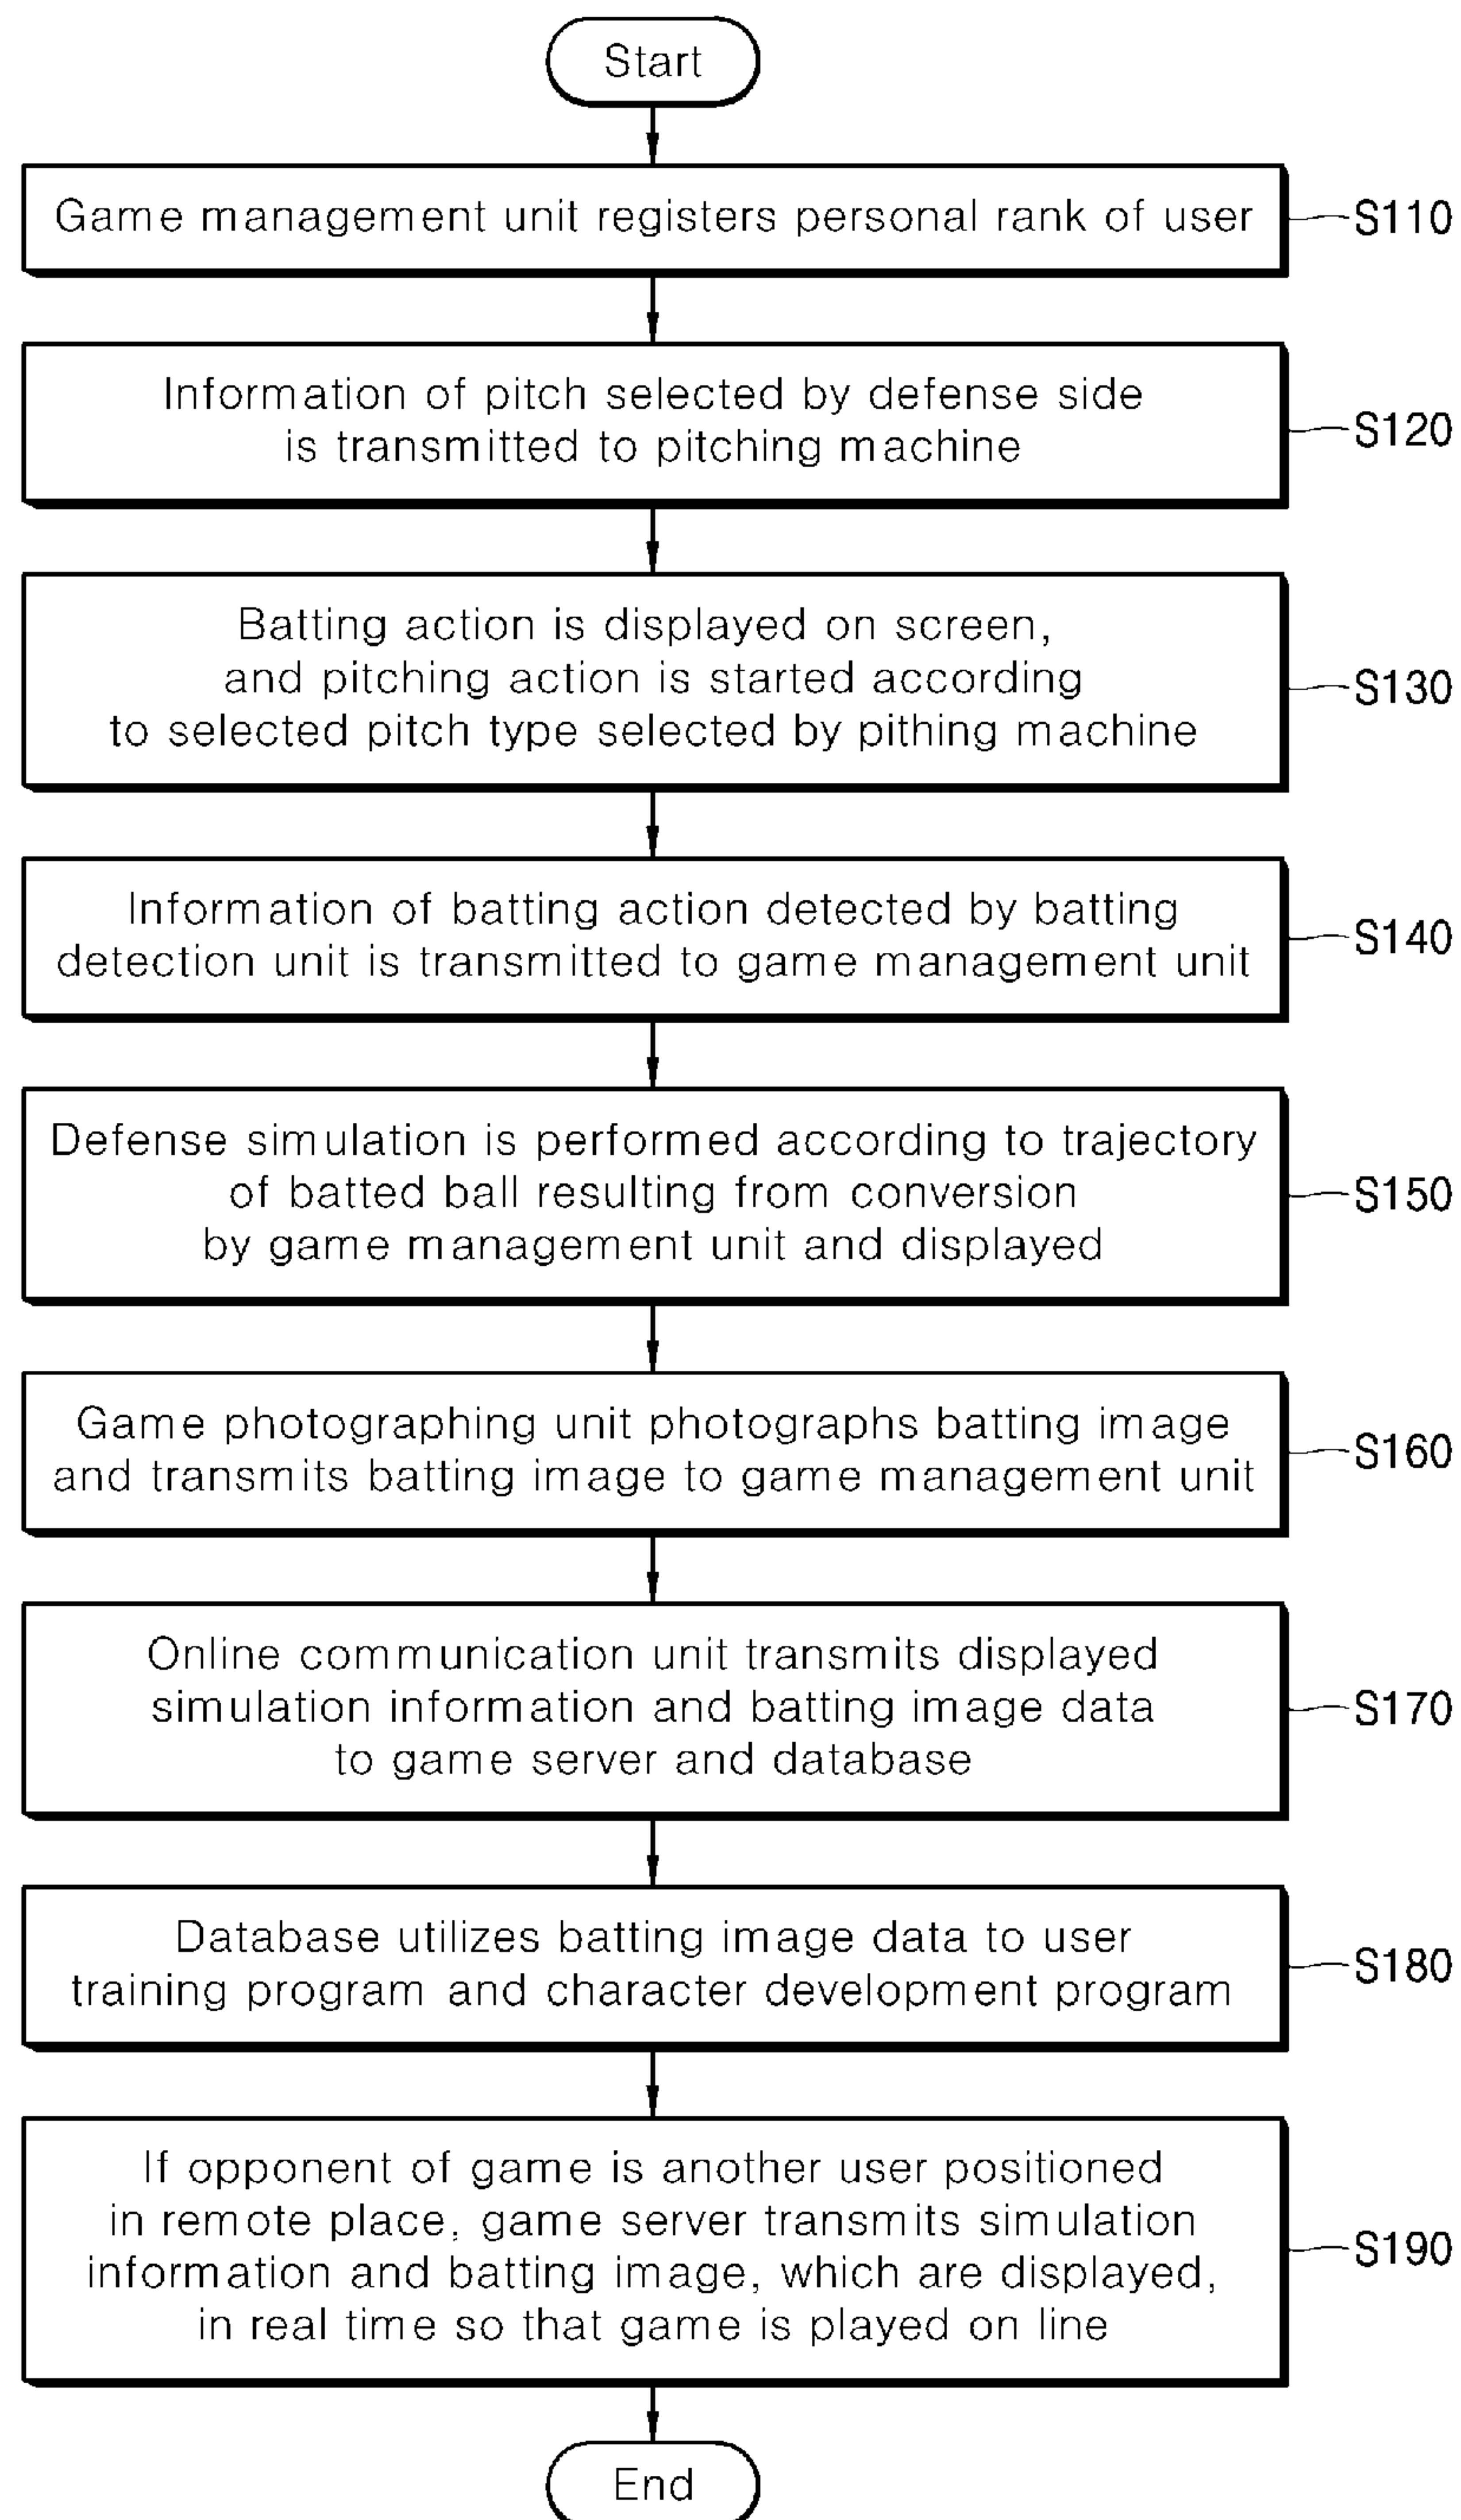 Start
Game management unit registers personal rank of user
S110
Information of pitch selected by defense side
is transmitted to pitching machine
S120
Batting action is displayed on screen,
and pitching action is started according
to selected pitch type selected by pithing machine
S130
Information of batting action detected by batting
detection unit is transmitted to game management unit
S140
Defense simulation is performed according to trajectory
of batted ball resulting from conversion
by game management unit and displayed
S150
Game photographing unit photographs batting image
and transmits batting image to game management unit
S160
Online communication unit transmits displayed
simulation information and batting image data
to game server and database
S170
Database utilizes batting image data to user
training program and character development program
S180
If opponent of game is another user positioned
in remote place, game server transmits simulation
information and batting image, which are displayed,
in real time so that game is played on line
S190
End